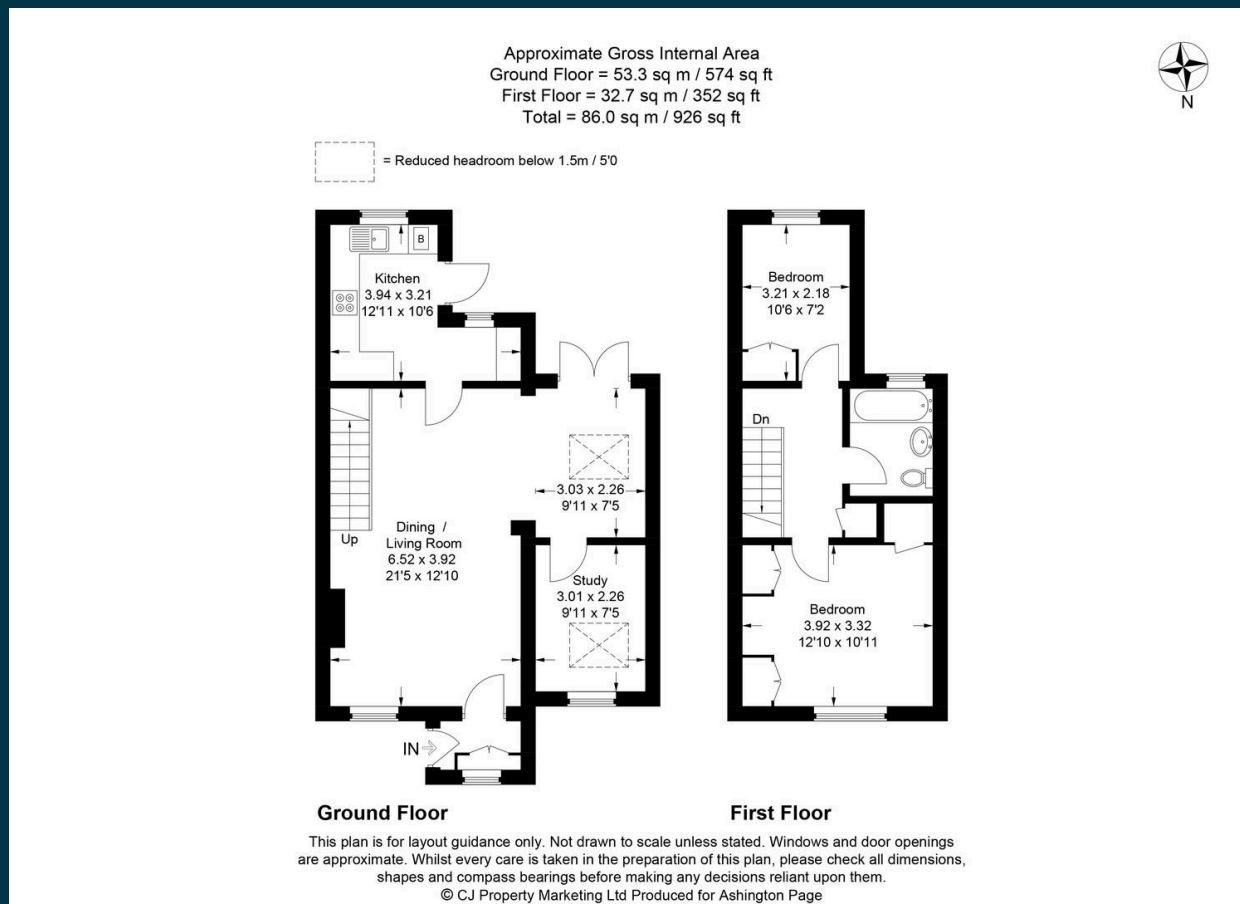 Approximate Gross Internal Area
Ground Floor = 53.3 sq m / 574 sq ft
First Floor = 32.7 sq m / 352 sq ft
Total = 86.0 sq m / 926 sq ft
N
= Reduced headroom below 1.5m / 5'0
B
Kitchen
3.94 x 3.21
12'11 x 10'6
Up
Dining /
Living Room
6.52 x 3.92
21'5 x 12'10
3.03 x 2.26
9'11 x 7'5
Study
3.01 x 2.26
9'11 x 7'5
IN
Bedroom
3.21 x 2.18
10'6 x 7'2
Dn
Bedroom
3.92 x 3.32
12'10 x 10'11
Ground Floor
First Floor
This plan is for layout guidance only. Not drawn to scale unless stated. Windows and door openings
are approximate. Whilst every care is taken in the preparation of this plan, please check all dimensions,
shapes and compass bearings before making any decisions reliant upon them.
© CJ Property Marketing Ltd Produced for Ashington Page